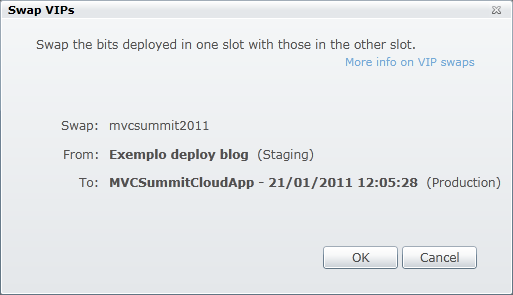 Swap VIPs
Swap the bits deployed in one slot with those in the other slot.
More info on VIP swaps
Swap: mvcsummit2011
From: Exemplo deploy blog (Staging)
To: MVCSummitCloudApp - 21/01/2011 12:05:28 (Production)
OK Cancel